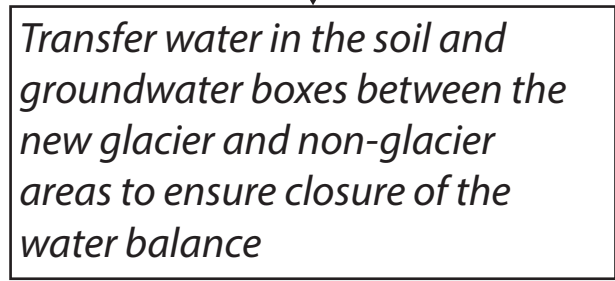 Transfer water in the soil and
groundwater boxes between the
new glacier and non-glacier
areas to ensure closure of the
water balance